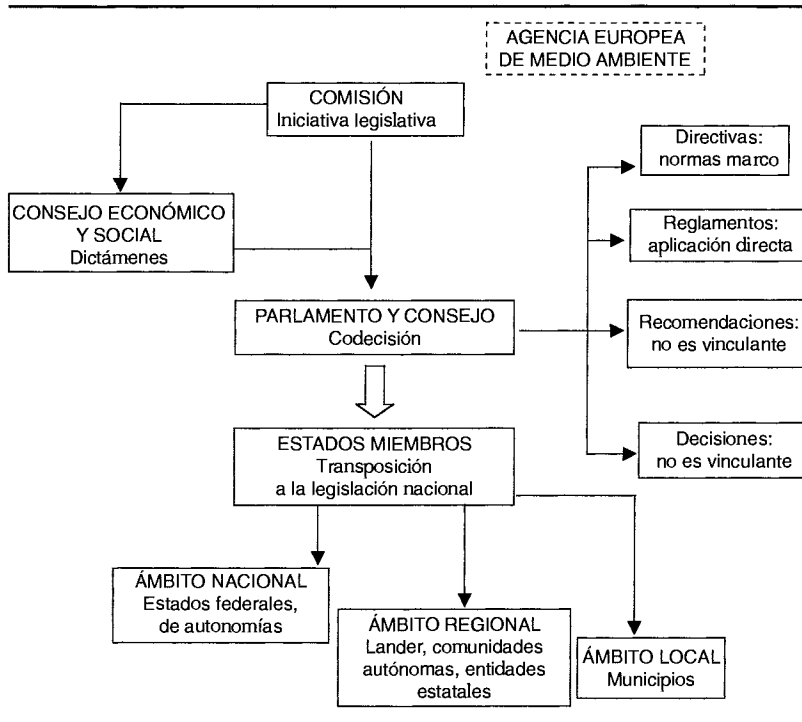 AGENCIA EUROPEA
DE MEDIO AMBIENTE
COMISIÓN
Iniciativa legislativa
Directivas:
normas marco
CONSEJO ECONÓMICO
Y SOCIAL
Dictámenes
Reglamentos:
aplicación directa
PARLAMENTO Y CONSEJO
Codecisión
Recomendaciones:
no es vinculante
ESTADOS MIEMBROS
Transposición
a la legislación nacional
Decisiones:
no es vinculante
ÁMBITO NACIONAL
Estados federales,
de autonomías
ÁMBITO REGIONAL
Lander, comunidades
autónomas, entidades
estatales
ÁMBITO LOCAL
Municipios